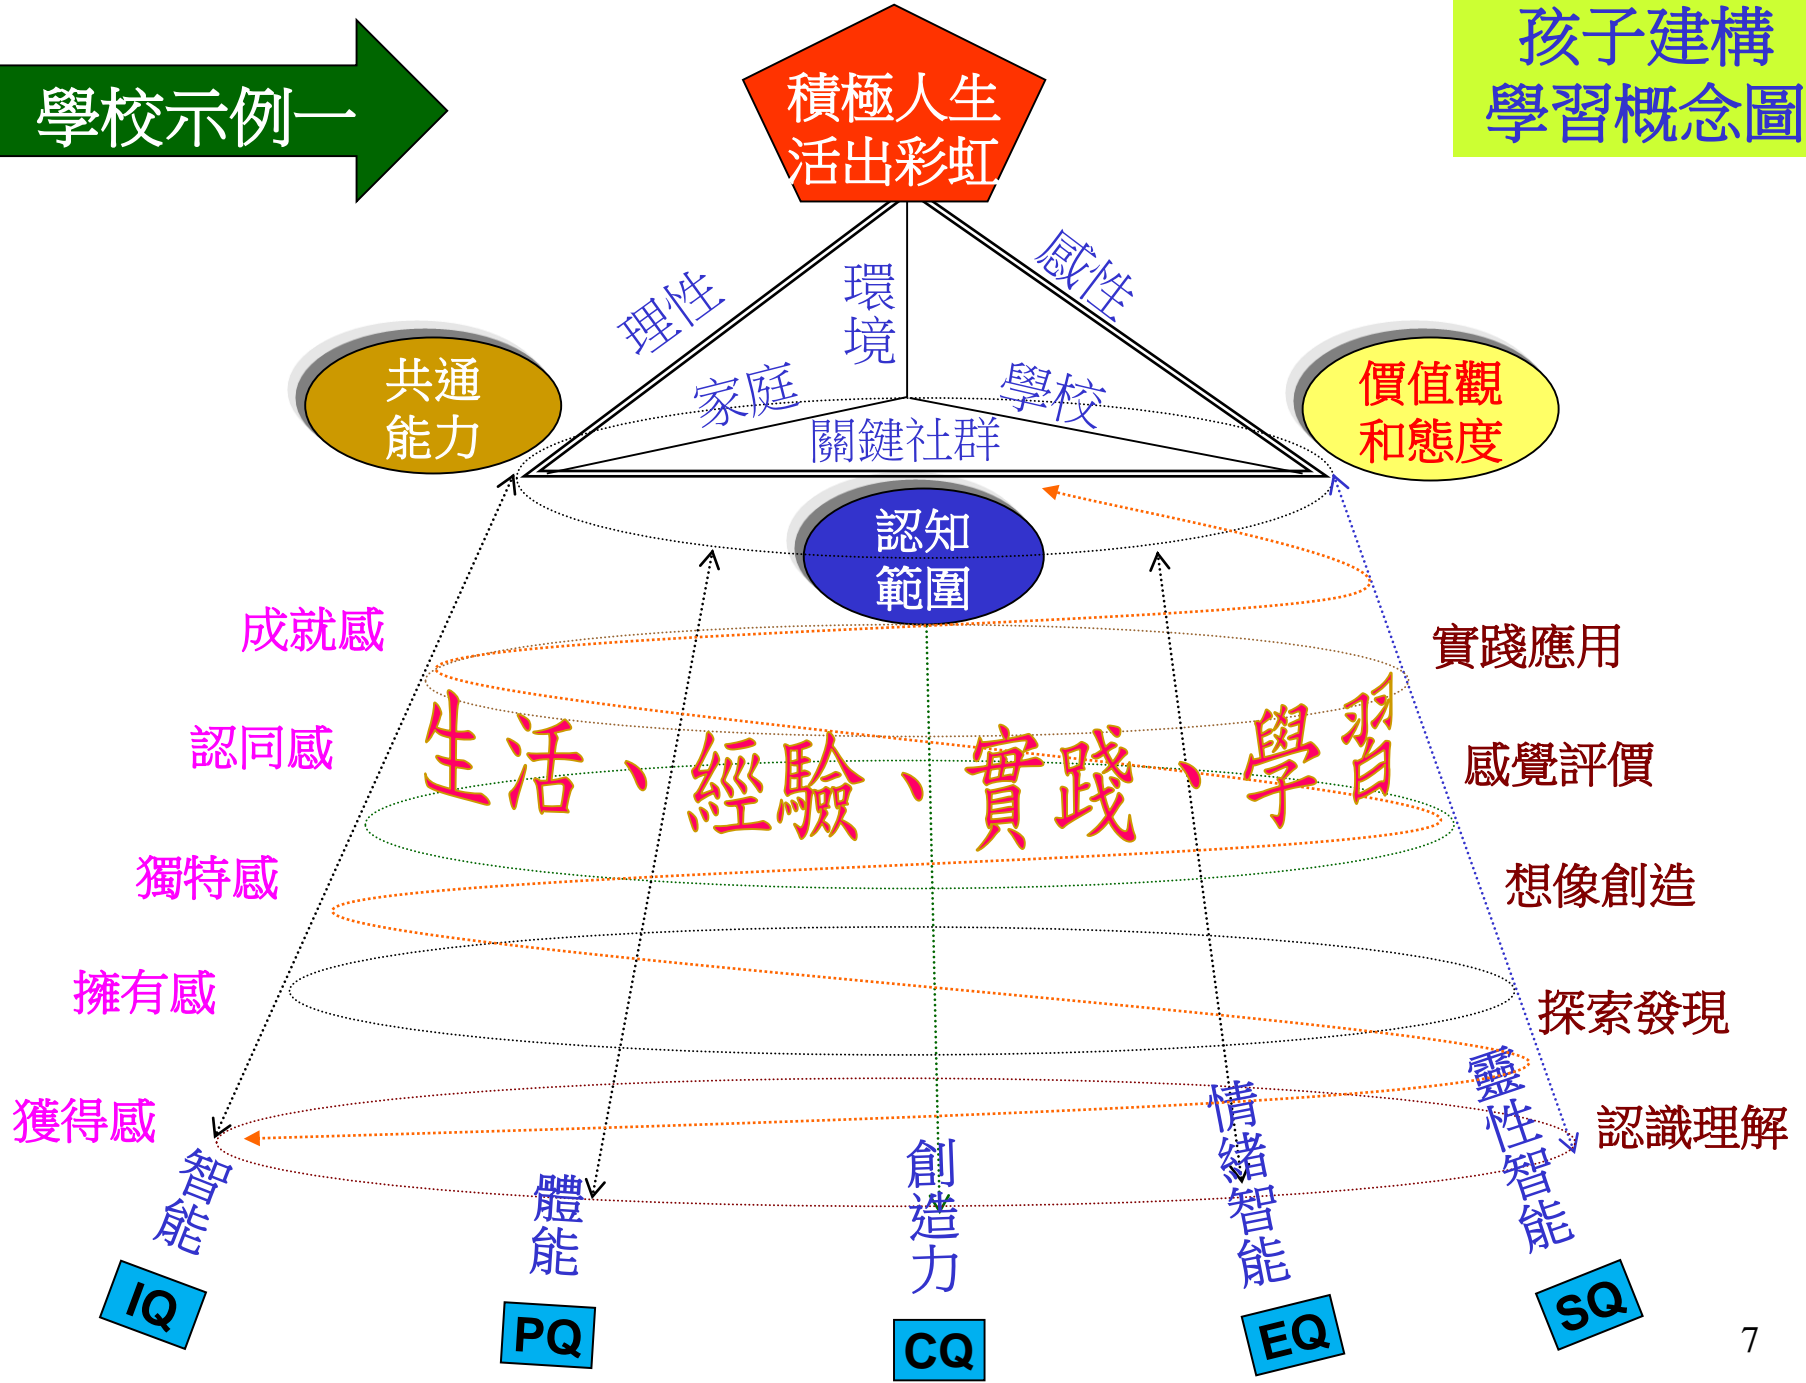 學校示例一
積極人生
活出彩虹
孩子建構
學習概念圖
理性
環境
感性
家庭
學校
關鍵社群
共通
能力
價值觀
和態度
認知
範圍
成就感
實踐應用
生活、經驗、實踐、學習
認同感
感覺評價
獨特感
想像創造
擁有感
探索發現
獲得感
認識理解
智能
體能
創造力
情緒智能
靈性智能
IQ
PQ
CQ
EQ
SQ
7